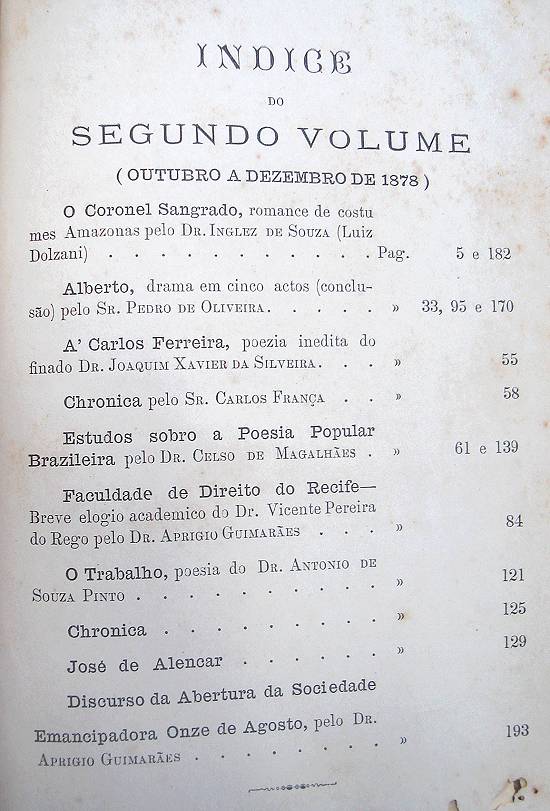 INDICE
DO
SEGUNDO VOLUME
(OUTUBRO A DEZEMBRO DE 1878)
O Coronel Sangrado, romance de costu
mes Amazonas pelo DR. INGLEZ DE SOUZA (Luiz
Dolzani) . . . . . . . . . . . Pag. 5 e 182
Alberto, drama em cinco actos (conclu-
são) pelo SR. PEDRO DE OLIVEIRA. . . . . » 33, 95 e 170
A' Carlos Ferreira, poezia inedita do
finado DR. JOAQUIM XAVIER DA SILVEIRA. . . » 55
Chronica pelo SR. CARLOS FRANÇA . . » 58
Estudos sobro a Poesia Popular
Brazileira pelo DR. CELSO DE MAGALHÃES . » 61 e 139
Faculdade de Direito do Recife—
Breve elogio academico do Dr. Vicente Pereira
do Rego pelo DR. APRIGIO GUIMARÃES . . . » 84
O Trabalho, poesia do DR. ANTONIO DE
SOUZA PINTO . . . . . . . . . . » 121
Chronica . . . . . . . . . » 125
José de Alencar . . . . . . » 129
Discurso da Abertura da Sociedade
Emancipadora Onze de Agosto, pelo DR.
APRIGIO GUIMARÃES . . . . . . . . » 193